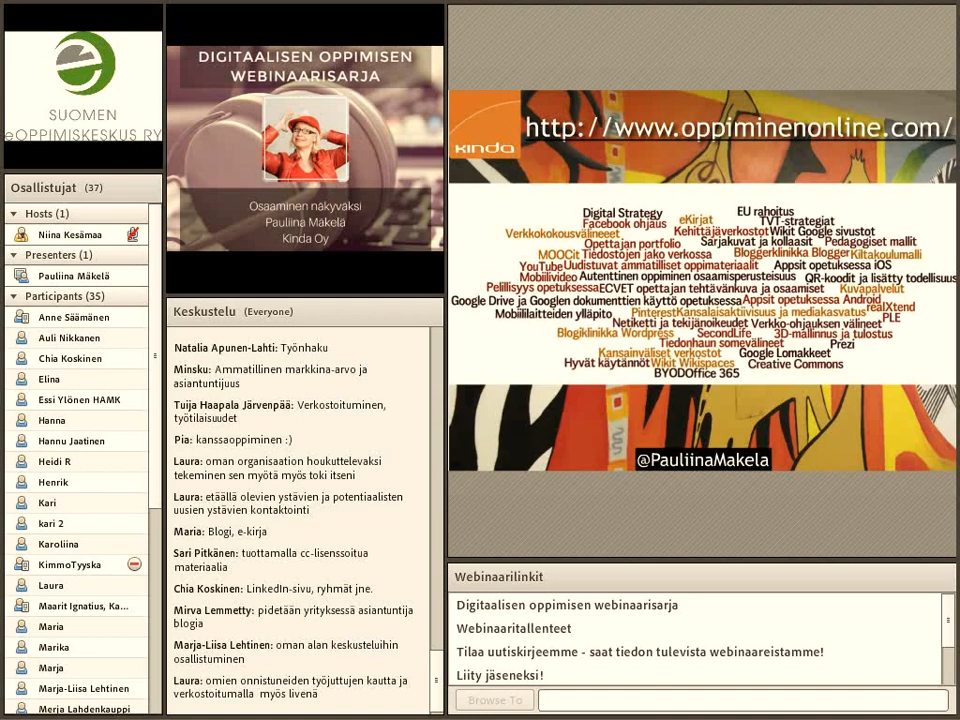 SUOMEN
eOPPIMISKESKUS RY
Osallistujat (37)
Hosts (1)
Niina Kesämaa
Presenters (1)
Pauliina Mäkelä
Participants (35)
Anne Säämänen
Auli Nikkanen
Chia Koskinen
Elina
Essi Ylönen HAMK
Hanna
Hannu Jaatinen
Heidi R
Henrik
Kari
kari 2
Karoliina
KimmoTyyska
Laura
Maarit Ignatius, Ka...
Maria
Marika
Marja
Marja-Liisa Lehtinen
Merja Lahdenkauppi
DIGITAALISEN OPPIMISEN
WEBINAARISARJA
Osaaminen näkyväksi
Pauliina Mäkelä
Kinda Oy
Keskustelu (Everyone)
Natalia Apunen-Lahti: Työnhaku
Minsku: Ammatillinen markkina-arvo ja
asiantuntijuus
Tuija Haapala Järvenpää: Verkostoituminen,
työtilaisuudet
Pia: kanssaoppiminen :)
Laura: oman organisaation houkuttelevaksi
tekeminen sen myötä myös toki itseni
Laura: etäällä olevien ystävien ja potentiaalisten
uusien ystävien kontaktointi
Maria: Blogi, e-kirja
Sari Pitkänen: tuottamalla cc-lisenssoitua
materiaalia
Chia Koskinen: LinkedIn-sivu, ryhmät jne.
Mirva Lemmetty: pidetään yrityksessä asiantuntija
blogia
Marja-Liisa Lehtinen: oman alan keskusteluihin
osallistuminen
Laura: omien onnistuneiden työjuttujen kautta ja
verkostoitumalla myös livenä
kinda
http://www.oppiminenonline.com/
Digital Strategy EU rahoitus
Facebook ohjaus eKirjat TVT-strategiat
Verkkokokousvälineet Kehittäjäverkostot Wikit Google sivustot
Opettajan portfolio Sarjakuvat ja kollaasit Pedagogiset mallit
MOOCit Tiedostojen jako verkossa Bloggerklinikka Blogger Kiltakoulumalli
YouTube Uudistuvat ammatilliset oppimateriaalit Appsit opetuksessa iOS
Mobiilivideo Autenttinen oppiminen osaamisperusteisuus QR-koodit ja lisätty todellisuus
Pelillisyys opetuksessa ECVET opettajan tehtävänkuva ja osaamiset Kuvapalvelut
Google Drive ja Googlen dokumenttien käyttö opetuksessa Appsit opetuksessa Android
realXtend
Mobiililaitteiden ylläpito Pinterest Kansalaisaktiivisuus ja mediakasvatus
PLE
Netiketti ja tekijänoikeudet Verkko-ohjauksen välineet
Blogiklinikka Wordpress SecondLife 3D-mallinnus ja tulostus
Tiedonhaun somevälineet Prezi
Kansainväliset verkostot Google Lomakkeet
Hyvät käytännöt Wikit Wikispaces Creative Commons
BYOD Office 365
@PauliinaMakela
Webinaarilinkit
Digitaalisen oppimisen webinaarisarja
Webinaaritallenteet
Tilaa uutiskirjeemme - saat tiedon tulevista webinaareistamme!
Liity jäseneksi!
Browse To